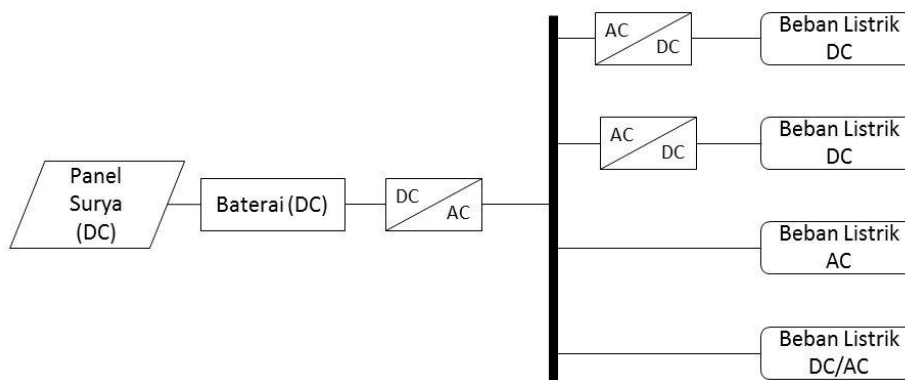 Panel
Surya
(DC)
Baterai (DC)
DC
AC
AC
DC
Beban Listrik
DC
AC
DC
Beban Listrik
DC
Beban Listrik
AC
Beban Listrik
DC/AC